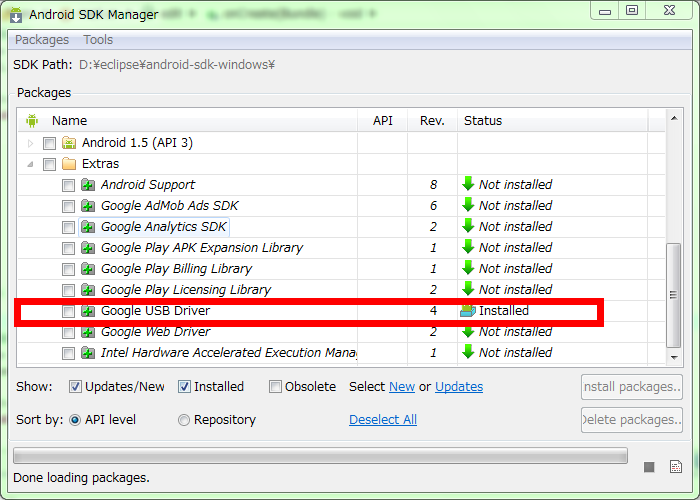 Android SDK Manager
Packages Tools
SDK Path: D:¥eclipse¥android-sdk-windows¥
Packages
Name API Rev. Status
Android 1.5 (API 3)
Extras
Android Support 8 Not installed
Google AdMob Ads SDK 6 Not installed
Google Analytics SDK 2 Not installed
Google Play APK Expansion Library 1 Not installed
Google Play Billing Library 2 Not installed
Google Play Licensing Library 2 Not installed
Google USB Driver 4 Installed
Google Web Driver 2 Not installed
Intel Hardware Accelerated Execution Mana 1 Not installed
Show: Updates/New Installed Obsolete Select New or Updates nstall packages..
Sort by: API level Repository Deselect All Delete packages..
Done loading packages.